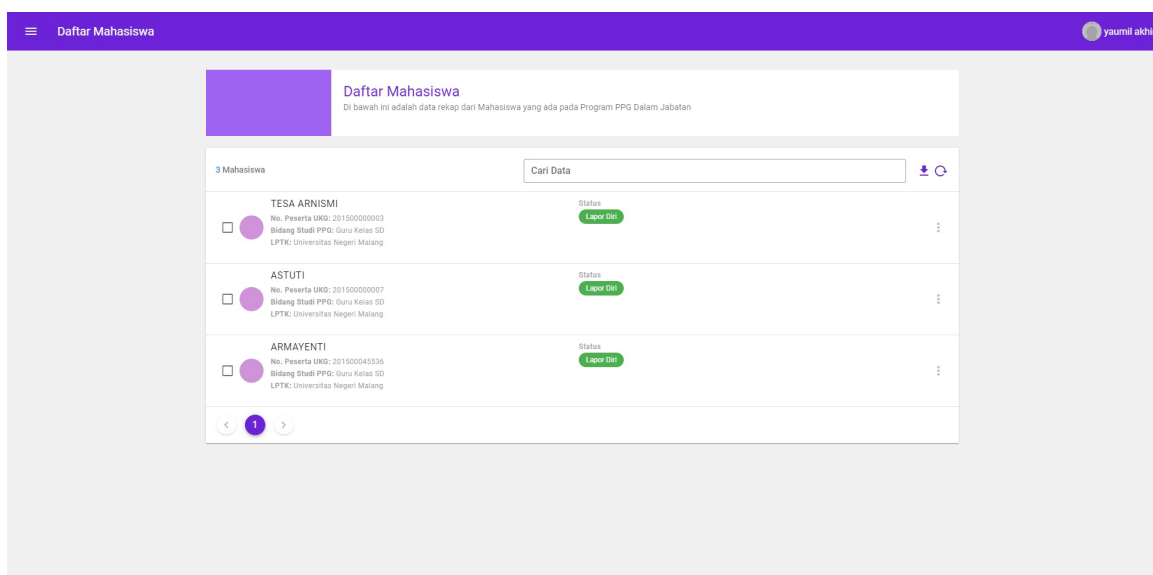 Daftar Mahasiswa
yaumil akhi
Daftar Mahasiswa
Di bawah ini adalah data rekap dari Mahasiswa yang ada pada Program PPG Dalam Jabatan
3 Mahasiswa
Cari Data
TESA ARNISMI
No. Peserta UKG: 201500000003
Bidang Studi PPG: Guru Kelas SD
LPTK: Universitas Negeri Malang
Status
Lapor Diri
ASTUTI
No. Peserta UKG: 201500000007
Bidang Studi PPG: Guru Kelas SD
LPTK: Universitas Negeri Malang
Status
Lapor Diri
ARMAYENTI
No. Peserta UKG: 201500045536
Bidang Studi PPG: Guru Kelas SD
LPTK: Universitas Negeri Malang
Status
Lapor Diri
1